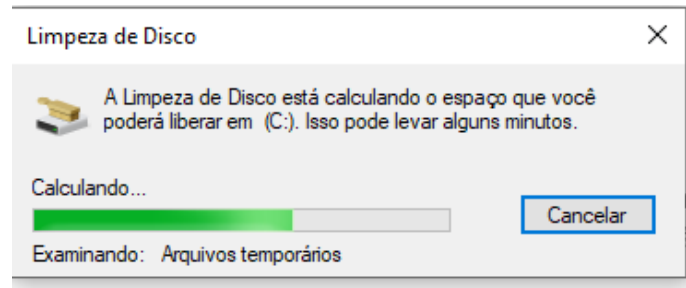 Limpeza de Disco
A Limpeza de Disco está calculando o espaço que você
poderá liberar em (C:). Isso pode levar alguns minutos.
Calculando...
Cancelar
Examinando: Arquivos temporários